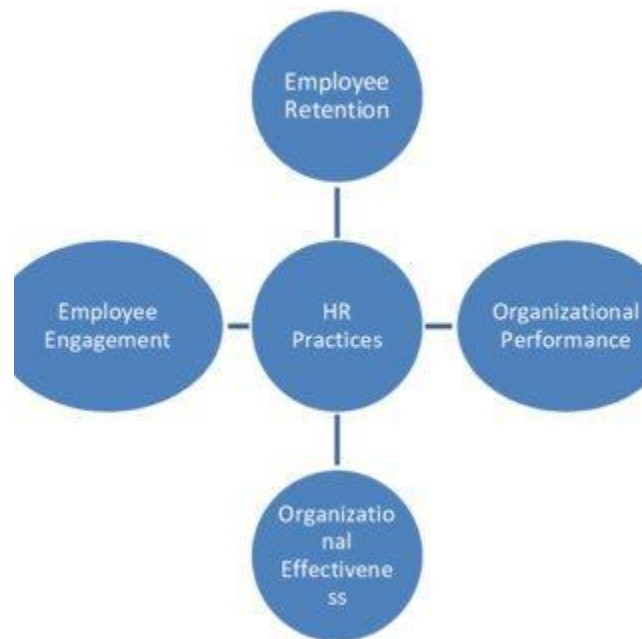 Employee
Retention
Employee
Engagement
HR
Practices
Organizational
Performance
Organizatio
nal
Effectivene
ss